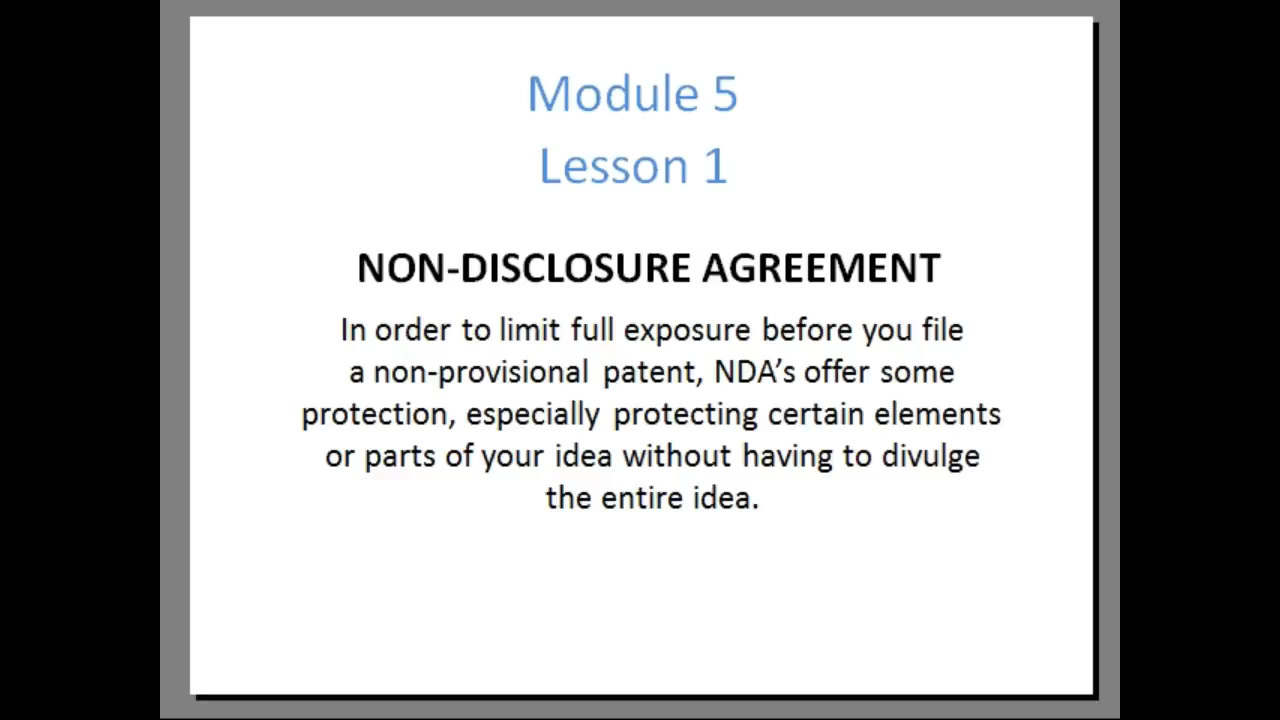 Module 5
Lesson 1
NON-DISCLOSURE AGREEMENT
In order to limit full exposure before you file
a non-provisional patent, NDA’s offer some
protection, especially protecting certain elements
or parts of your idea without having to divulge
the entire idea.